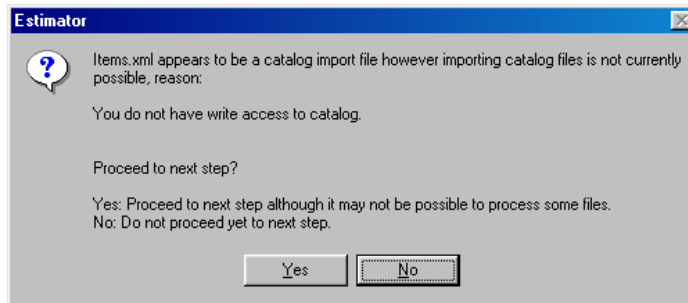 Estimator
Items.xml appears to be a catalog import file however importing catalog files is not currently
possible, reason:
You do not have write access to catalog.
Proceed to next step?
Yes: Proceed to next step although it may not be possible to process some files.
No: Do not proceed yet to next step.
Yes
No